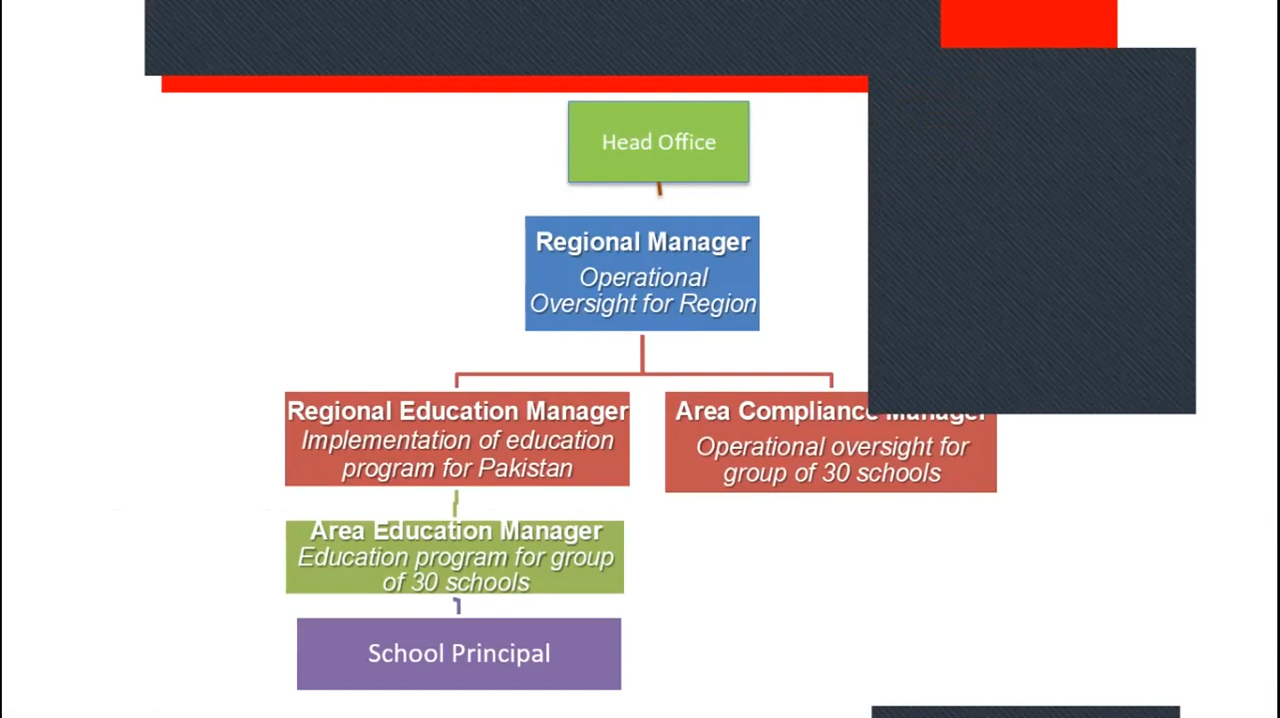 Head Office
Regional Manager
Operational
Oversight for Region
Regional Education Manager
Implementation of education
program for Pakistan
Area Compliance Manager
Operational oversight for
group of 30 schools
Area Education Manager
Education program for group
of 30 schools
School Principal